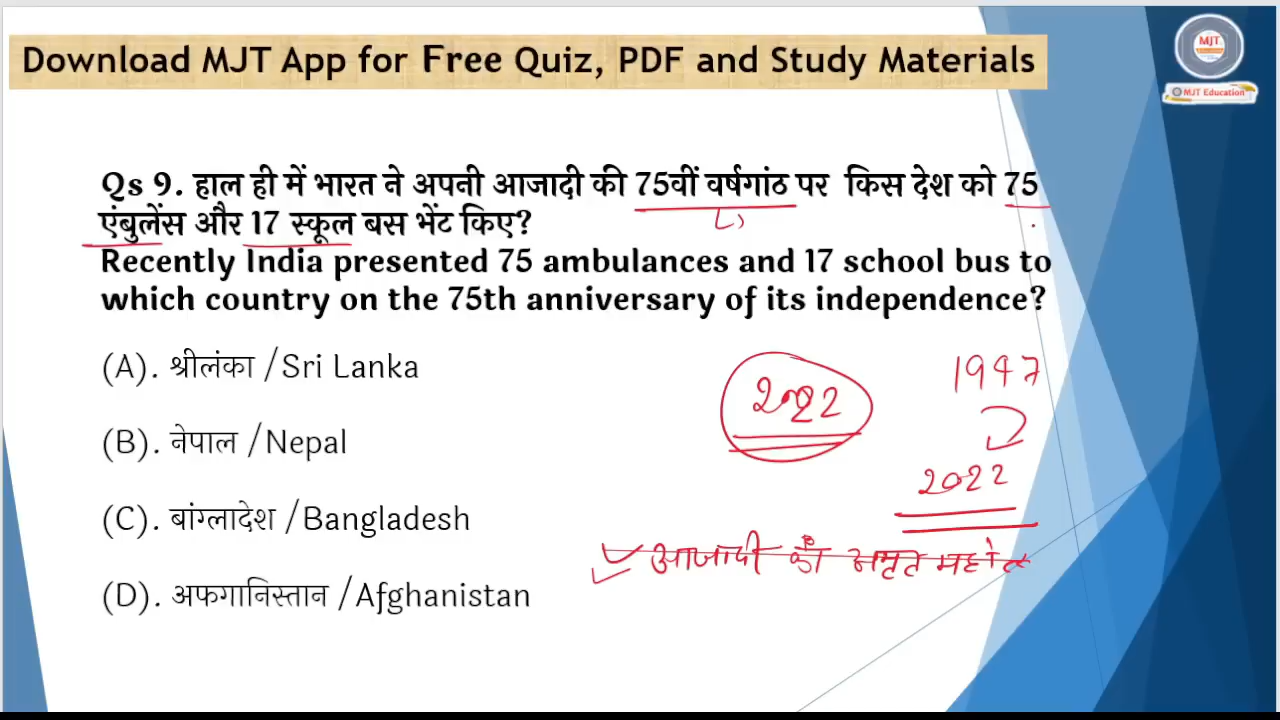 Download MJT App for Free Quiz, PDF and Study Materials
MJT
MJT Education
Qs 9. हाल ही में भारत ने अपनी आजादी की 75वीं वर्षगांठ पर किस देश को 75
एंबुलेंस और 17 स्कूल बस भेंट किए?
Recently India presented 75 ambulances and 17 school bus to
which country on the 75th anniversary of its independence?
(A). श्रीलंका /Sri Lanka
(B). नेपाल /Nepal
(C). बांग्लादेश /Bangladesh
(D). अफगानिस्तान /Afghanistan
2022
1947
2022
आजादी का अमृत